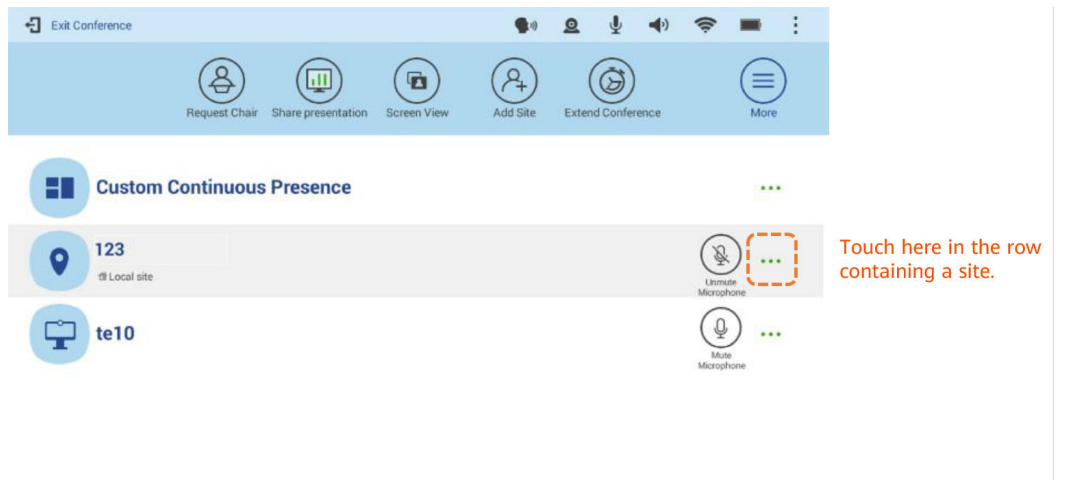 Exit Conference
Request Chair
Share presentation
Screen View
Add Site
Extend Conference
More
Custom Continuous Presence
123
Local site
Unmute
Microphone
Touch here in the row
containing a site.
te10
Mute
Microphone